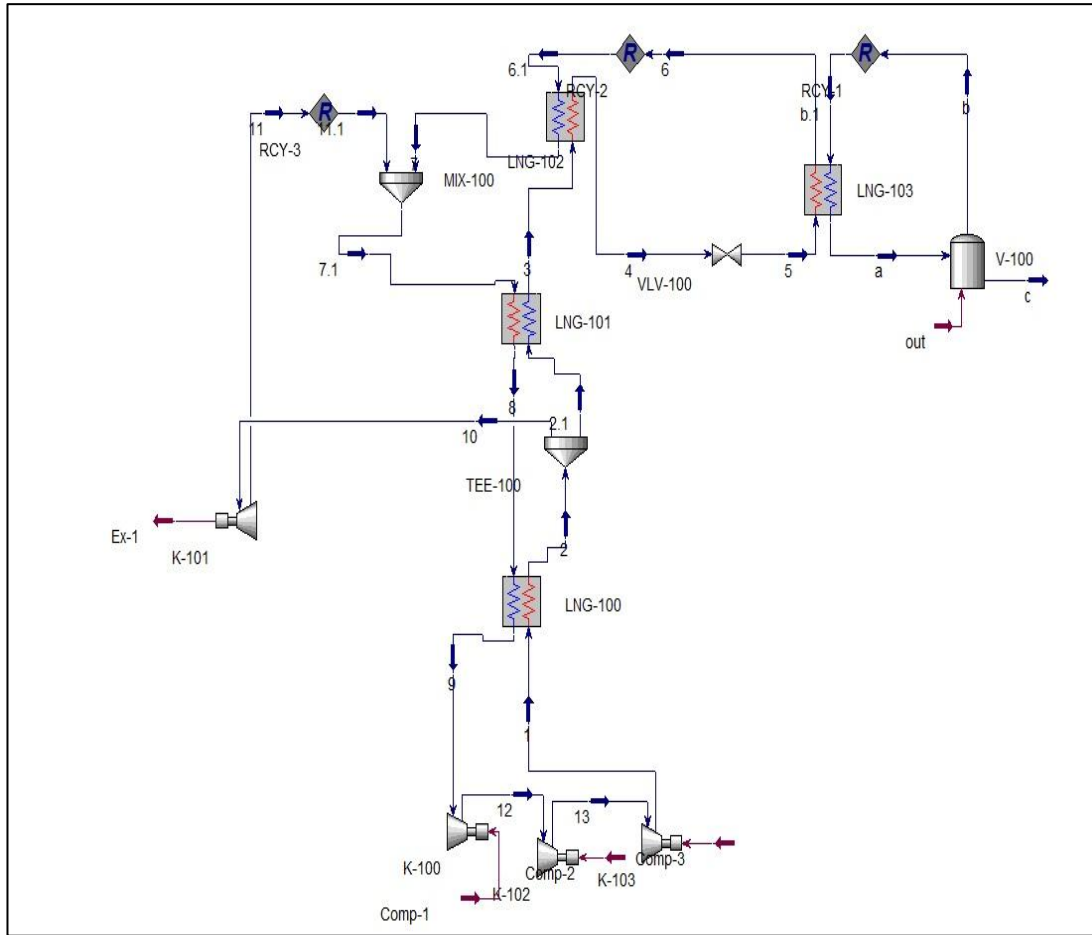 R
R
6.1
RCY-2
6
RCY-1
b.1
b
11
R
11.1
RCY-3
7
LNG-102
MIX-100
LNG-103
7.1
3
4
VLV-100
5
a
V-100
c
out
LNG-101
8
10
2.1
TEE-100
Ex-1
K-101
2
LNG-100
9
1
12
13
K-100
Comp-2
Comp-3
K-102
K-103
Comp-1